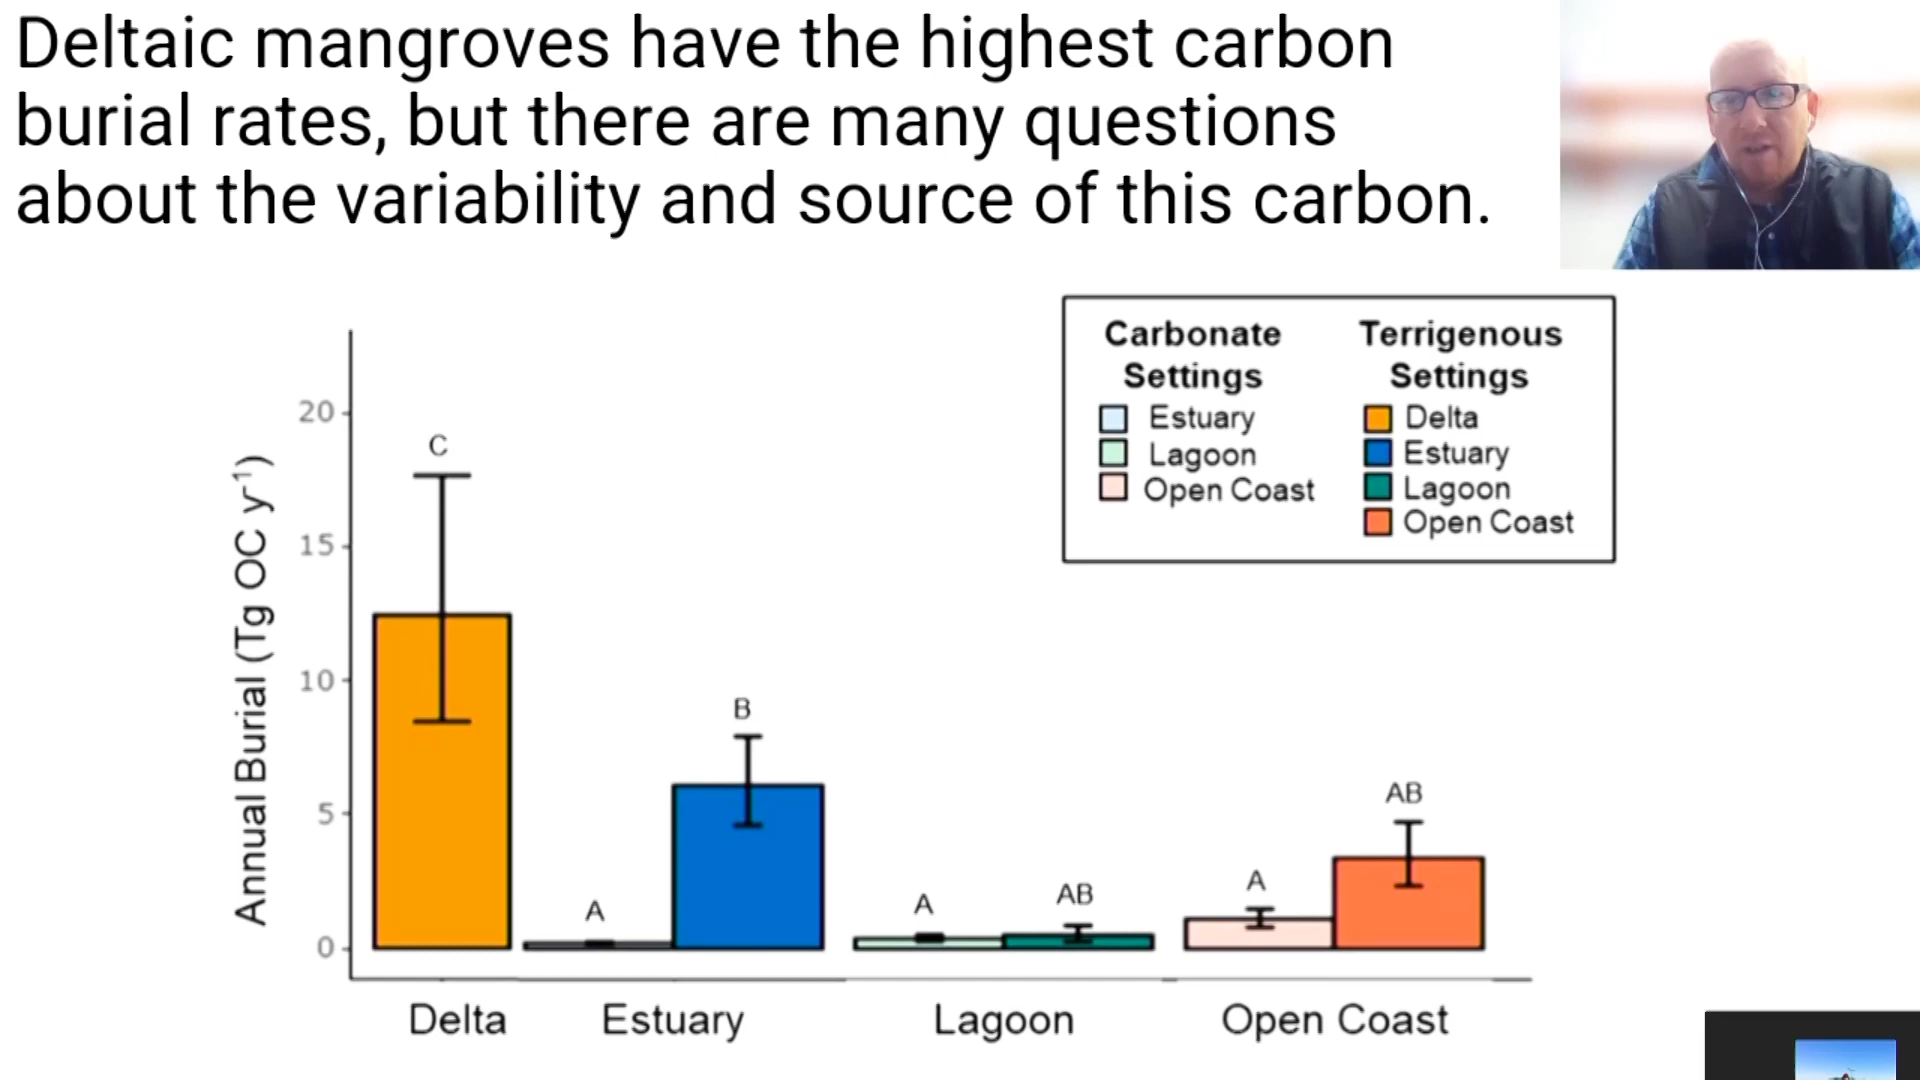 Deltaic mangroves have the highest carbon
burial rates, but there are many questions
about the variability and source of this carbon.
Carbonate Settings
Estuary
Lagoon
Open Coast
Terrigenous Settings
Delta
Estuary
Lagoon
Open Coast
Annual Burial (Tg OC y⁻¹)
20
15
10
5
0
C
A
B
A
AB
A
AB
Delta
Estuary
Lagoon
Open Coast